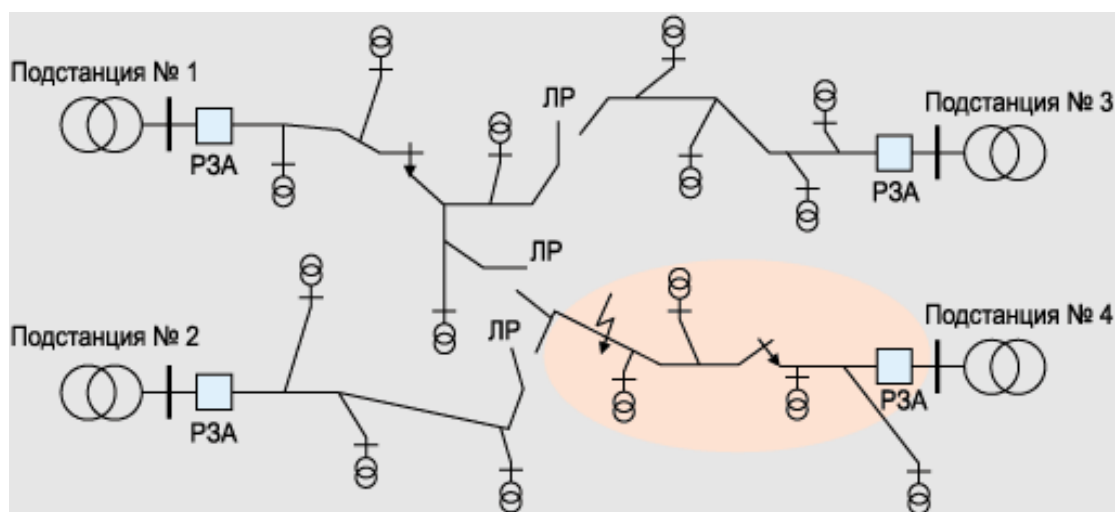 Подстанция № 1
РЗА
ЛР
Подстанция № 3
РЗА
ЛР
Подстанция № 2
РЗА
ЛР
Подстанция № 4
РЗА